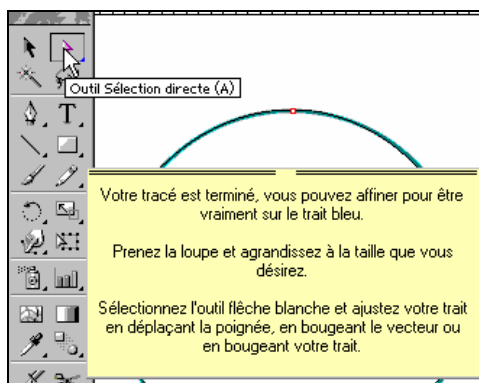 Outil Sélection directe (A)
T
Votre tracé est terminé, vous pouvez affiner pour être
vraiment sur le trait bleu.
Prenez la loupe et agrandissez à la taille que vous
désirez.
Sélectionnez l'outil flêche blanche et ajustez votre trait
en déplaçant la poignée, en bougeant le vecteur ou
en bougeant votre trait.